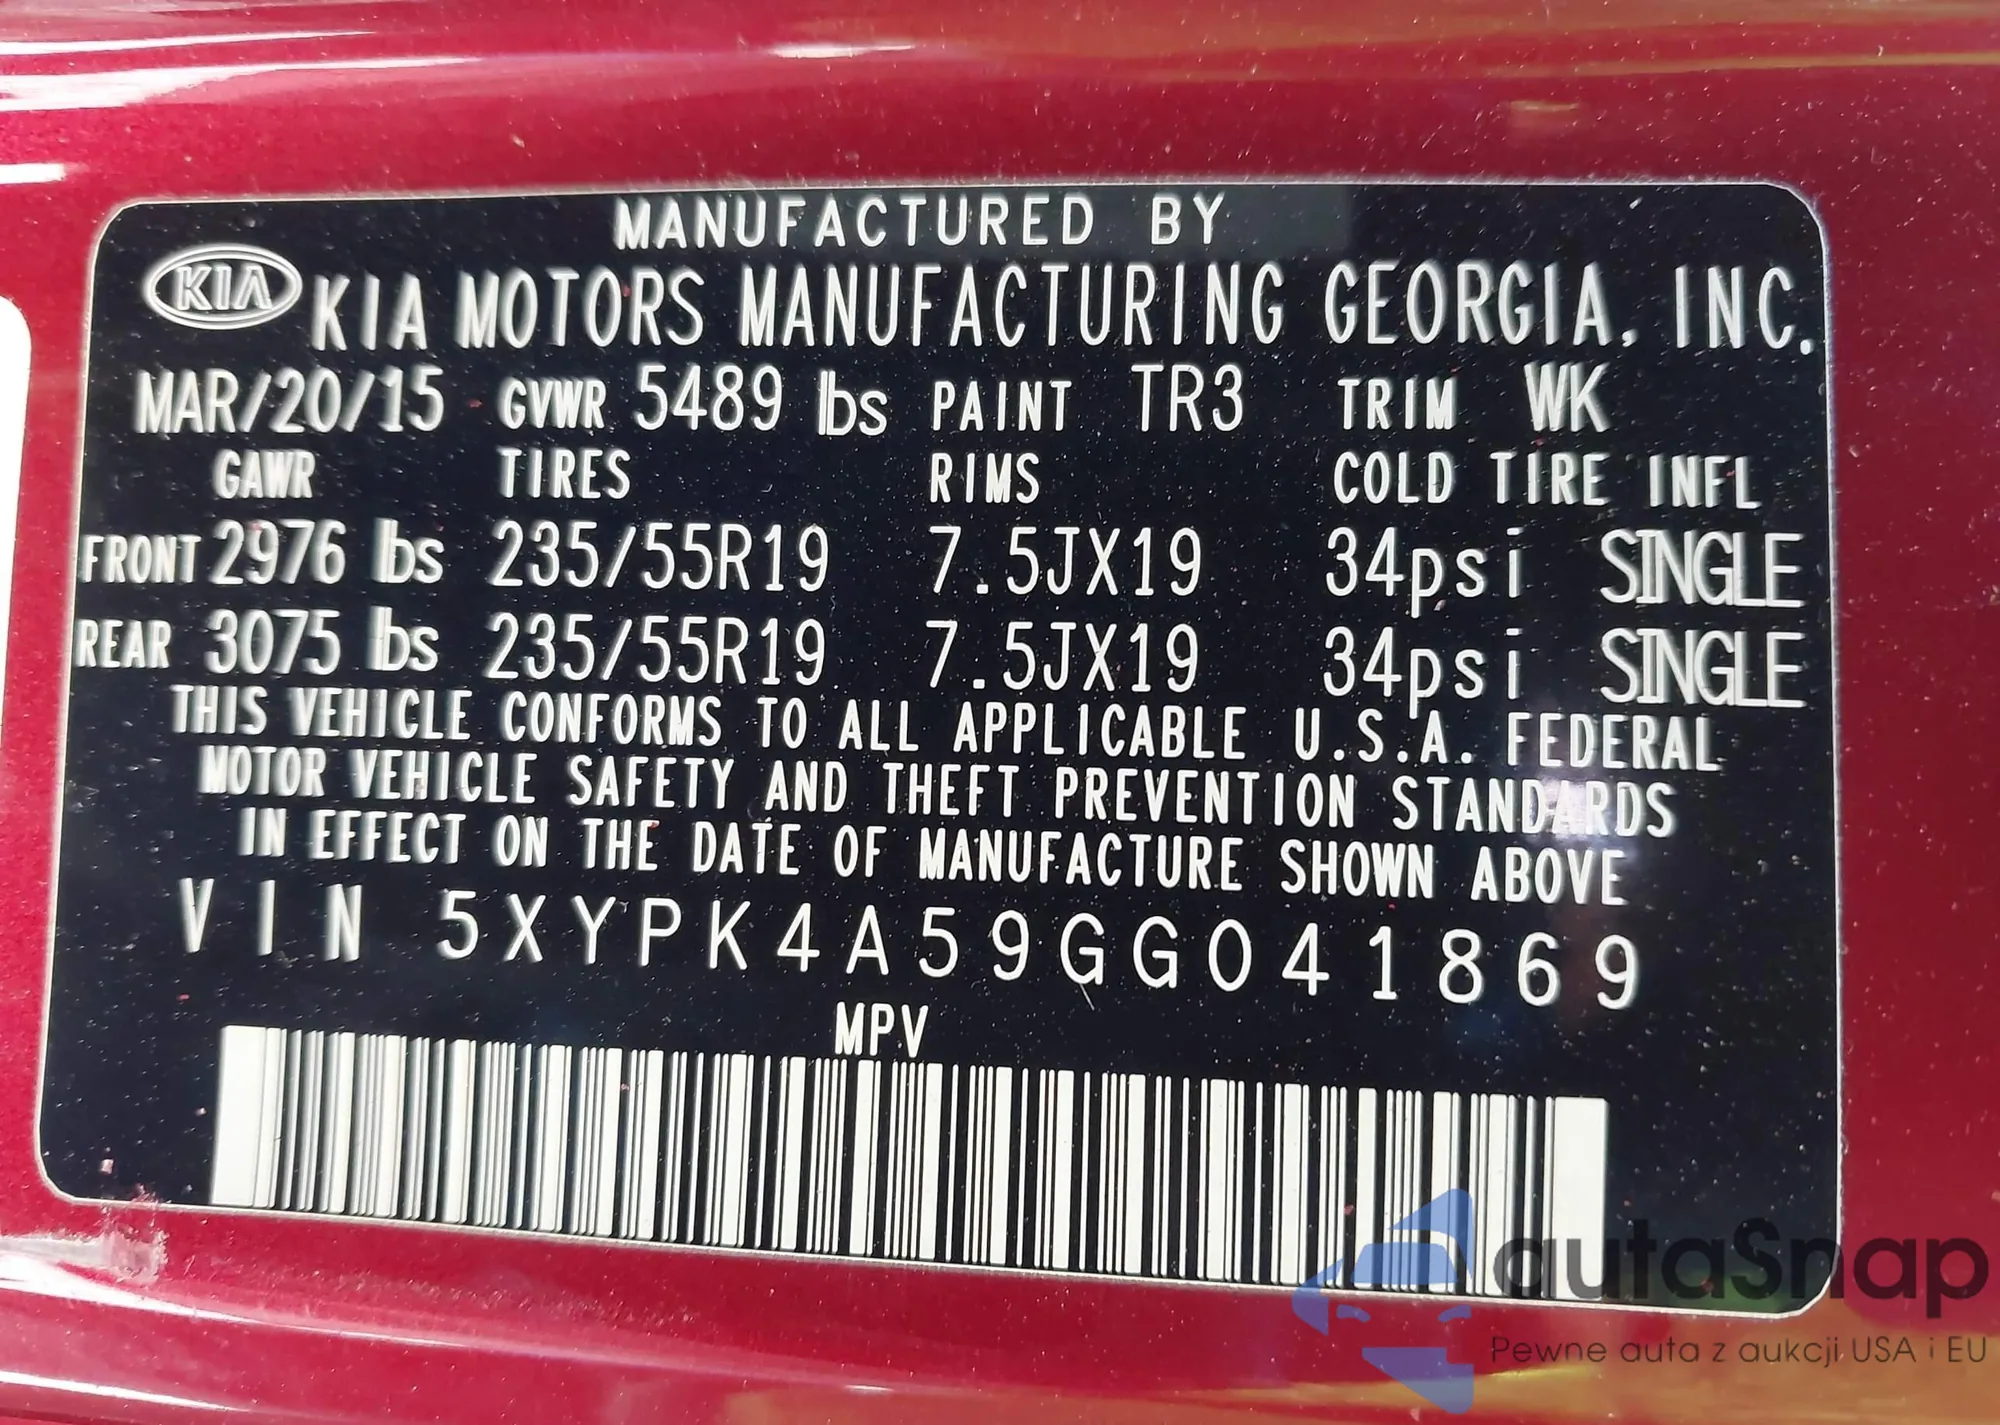 MANUFACTURED BY
KIA KIA MOTORS MANUFACTURING GEORGIA, INC.
MAR/20/15 GVWR 5489 lbs PAINT TR3 TRIM WK
GAWR TIRES RIMS COLD TIRE INFL
FRONT 2976 lbs 235/55R19 7.5JX19 34psi SINGLE
REAR 3075 lbs 235/55R19 7.5JX19 34psi SINGLE
THIS VEHICLE CONFORMS TO ALL APPLICABLE U.S.A. FEDERAL
MOTOR VEHICLE SAFETY AND THEFT PREVENTION STANDARDS
IN EFFECT ON THE DATE OF MANUFACTURE SHOWN ABOVE
VIN 5XYPK4A59GG041869
MPV
autaSnap
Pewne auta z aukcji USA i EU